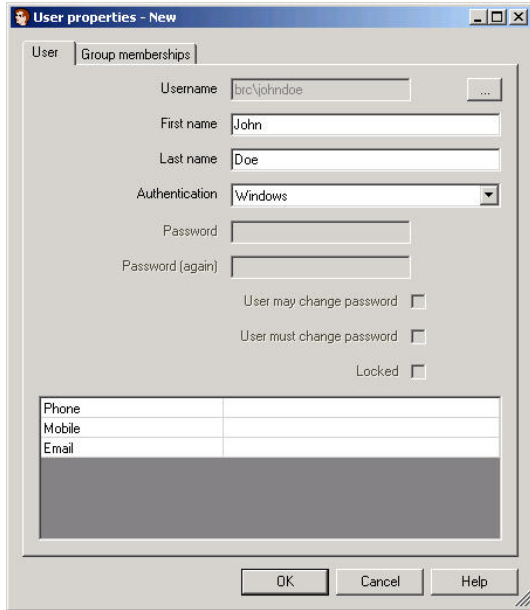 User properties - New
User
Group memberships
Username brc\johndoe ...
First name John
Last name Doe
Authentication Windows
Password
Password (again)
User may change password
User must change password
Locked
Phone
Mobile
Email
OK Cancel Help